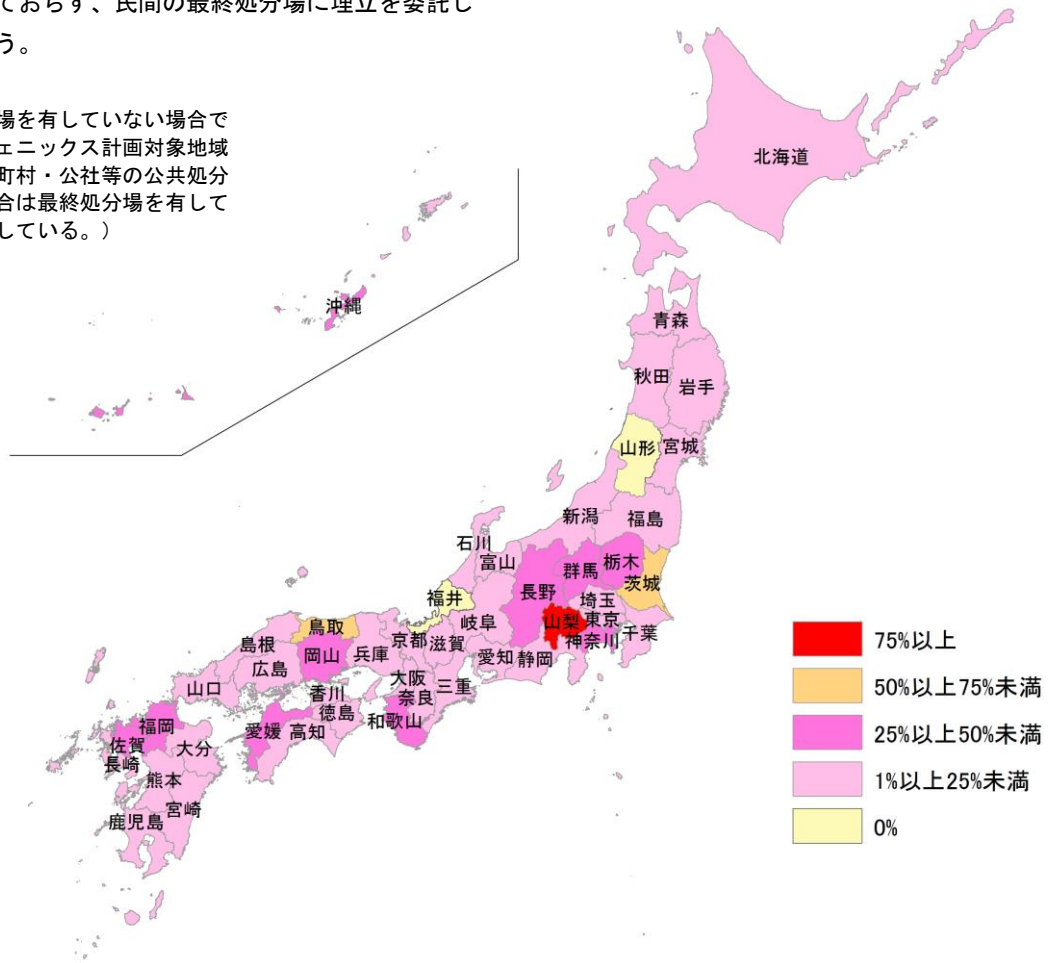 ておらず、民間の最終処分場に埋立を委託し
う。
場を有していない場合で
ェニックス計画対象地域
町村・公社等の公共処分
合は最終処分場を有して
している。）
北海道
沖縄
青森
秋田
岩手
山形
宮城
新潟
福島
石川
富山
栃木
群馬
茨城
長野
福井
埼玉
山梨
東京
岐阜
千葉
神奈川
鳥取
京都
滋賀
島根
岡山
兵庫
愛知
静岡
広島
大阪
三重
山口
香川
奈良
徳島
和歌山
福岡
愛媛
高知
佐賀
大分
長崎
熊本
宮崎
鹿児島
75%以上
50%以上75%未満
25%以上50%未満
1%以上25%未満
0%